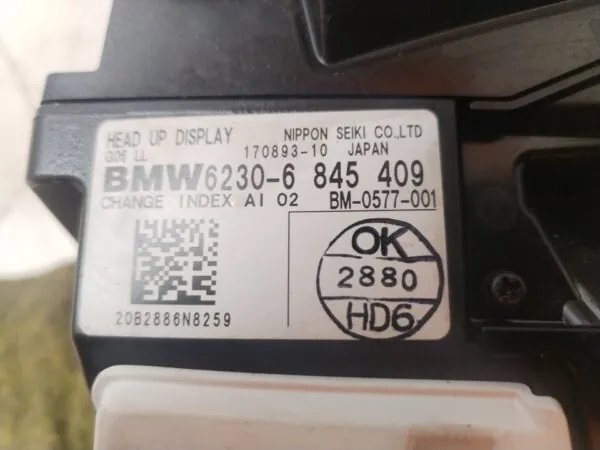 HEAD UP DISPLAY NIPPON SEIKI CO.,LTD
G06 LL 170893-10 JAPAN
BMW6230-6 845 409
CHANGE INDEX AI 02 BM-0577-001
OK
2880
HD6
20B2886N8259